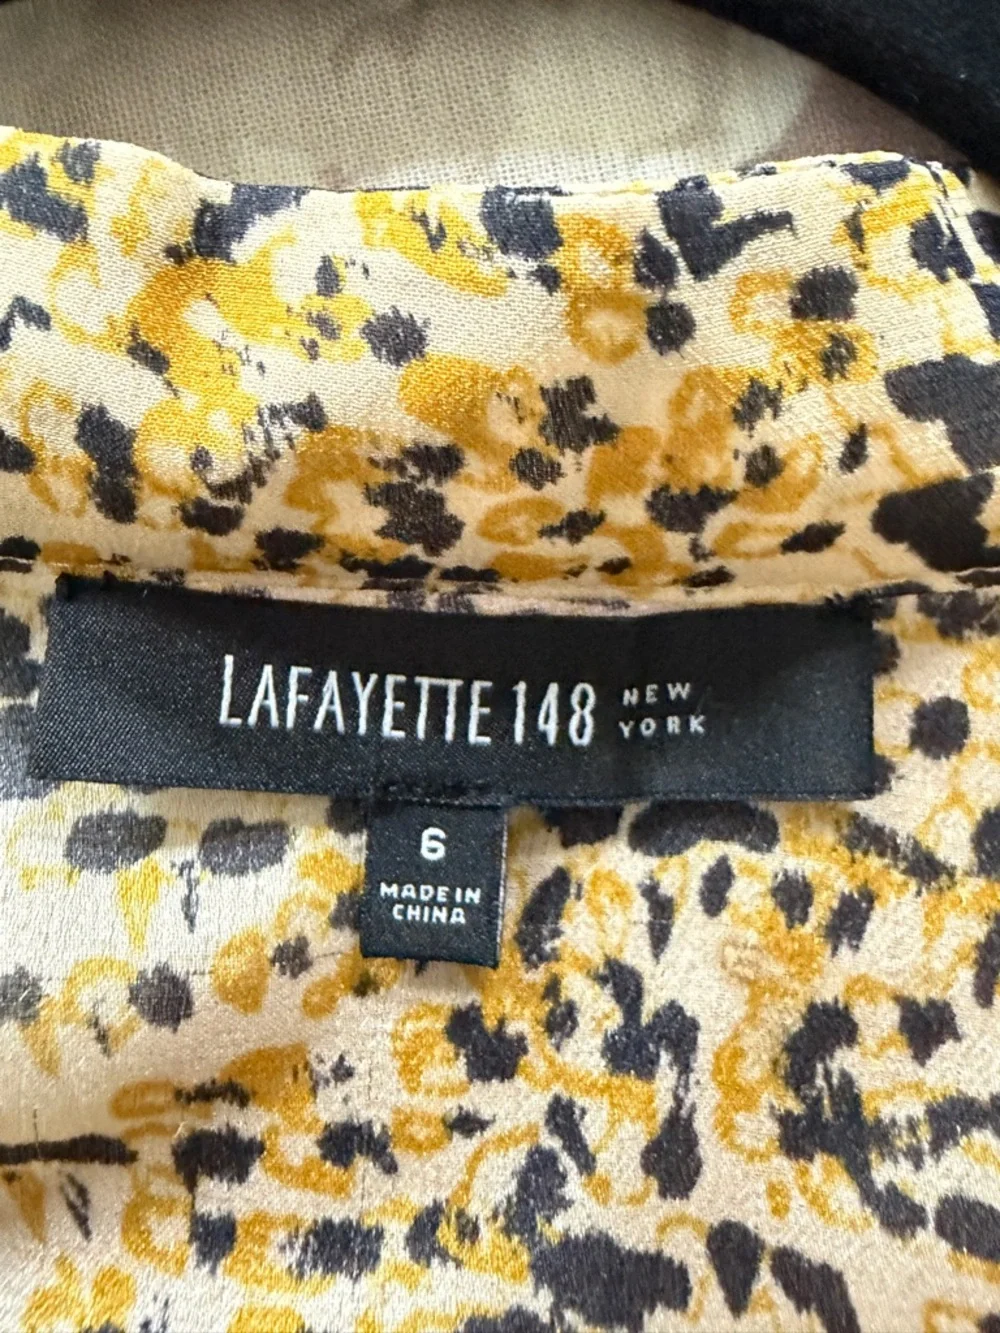 LAFAYETTE 148 NEW YORK
6
MADE IN
CHINA